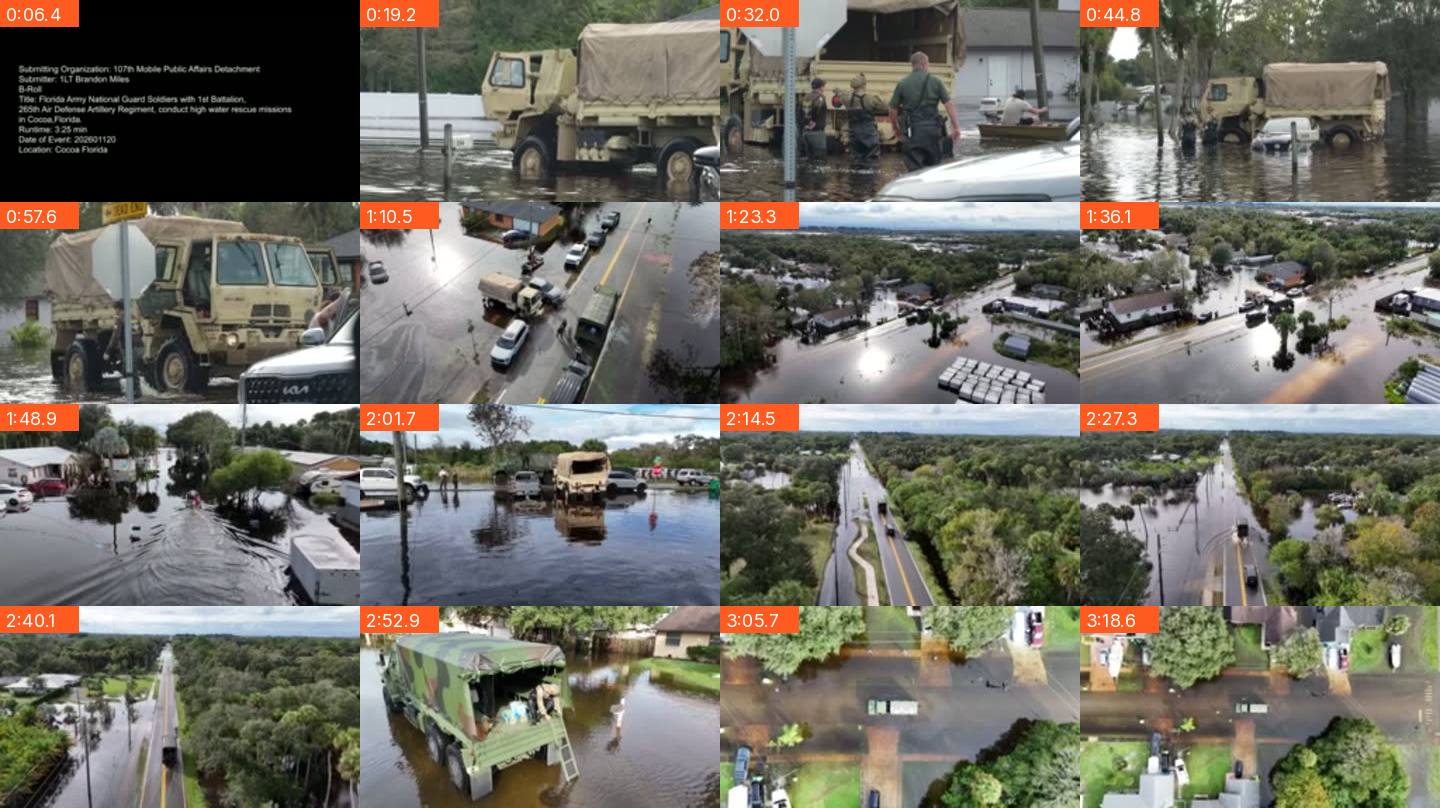 0:06.4
0:19.2
0:32.0
0:44.8
Submitting Organization: 107th Mobile Public Affairs Detachment
Submitter: 1LT Brandon Miles
B-Roll
Title: Florida Army National Guard Soldiers with 1st Battalion,
265th Air Defense Artillery Regiment, conduct high water rescue missions
in Cocoa,Florida.
Runtime: 3:25 min
Date of Event: 202601120
Location: Cocoa Florida
0:57.6
1:10.5
1:23.3
1:36.1
DEAD END
KIA
1:48.9
2:01.7
2:14.5
2:27.3
2:40.1
2:52.9
3:05.7
3:18.6